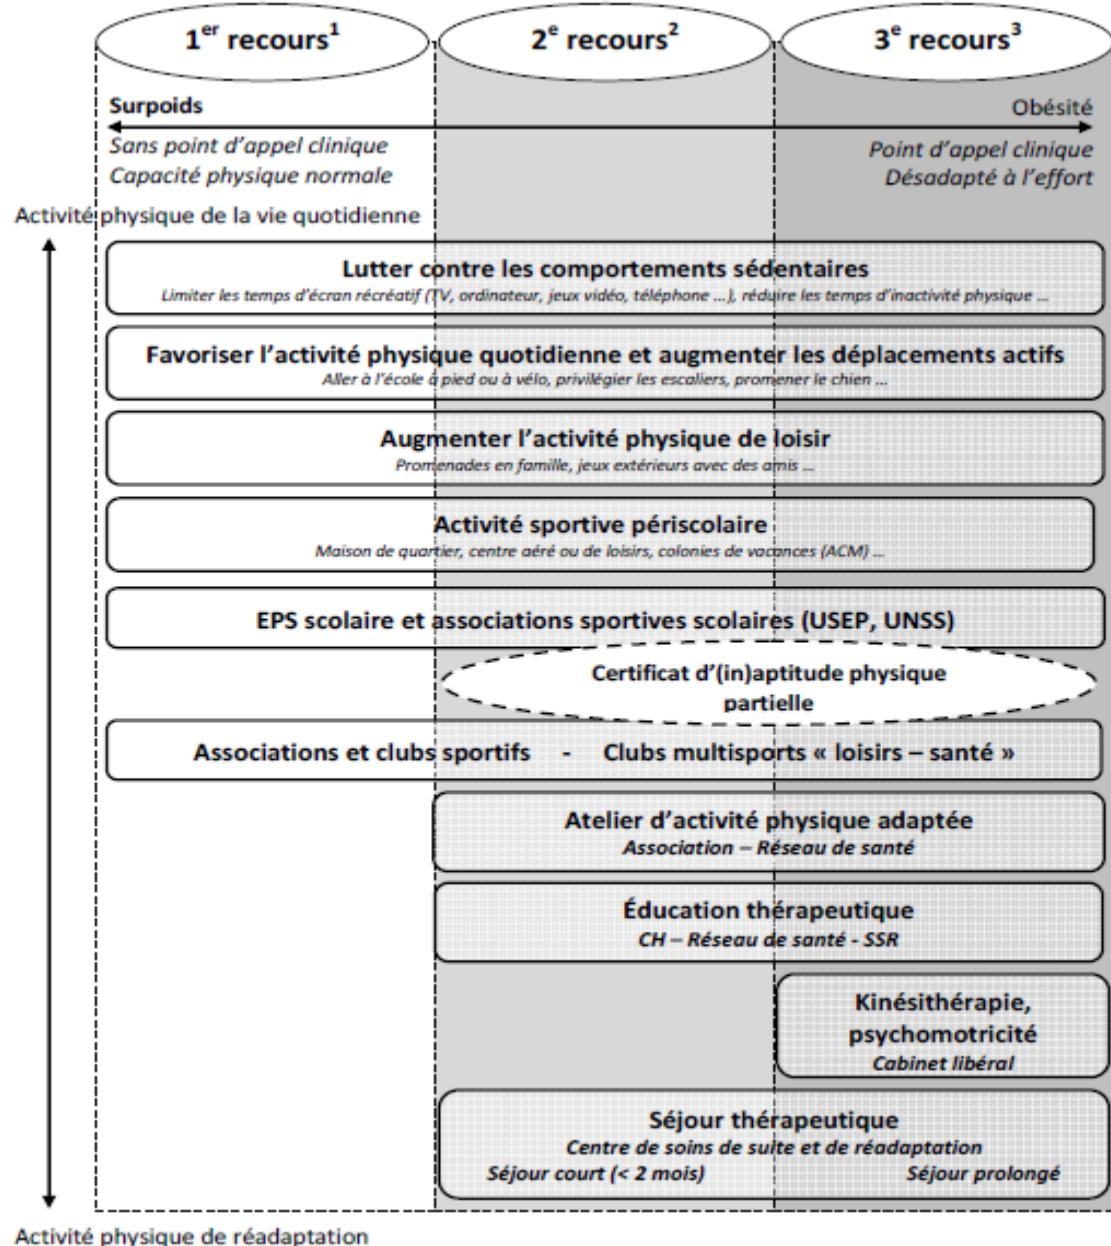 1er recours1
2e recours2
3e recours3
Surpoids
Obésité
Sans point d'appel clinique
Capacité physique normale
Point d'appel clinique
Désadapté à l'effort
Activité physique de la vie quotidienne
Lutter contre les comportements sédentaires
Limiter les temps d'écran récréatif (TV, ordinateur, jeux vidéo, téléphone ...), réduire les temps d'inactivité physique ...
Favoriser l'activité physique quotidienne et augmenter les déplacements actifs
Aller à l'école à pied ou à vélo, privilégier les escaliers, promener le chien ...
Augmenter l'activité physique de loisir
Promenades en famille, jeux extérieurs avec des amis ...
Activité sportive périscolaire
Maison de quartier, centre aéré ou de loisirs, colonies de vacances (ACM) ...
EPS scolaire et associations sportives scolaires (USEP, UNSS)
Certificat d'(in)aptitude physique
partielle
Associations et clubs sportifs - Clubs multisports « loisirs – santé »
Atelier d'activité physique adaptée
Association – Réseau de santé
Éducation thérapeutique
CH – Réseau de santé - SSR
Kinésithérapie,
psychomotricité
Cabinet libéral
Séjour thérapeutique
Centre de soins de suite et de réadaptation
Séjour court (< 2 mois)
Séjour prolongé
Activité physique de réadaptation